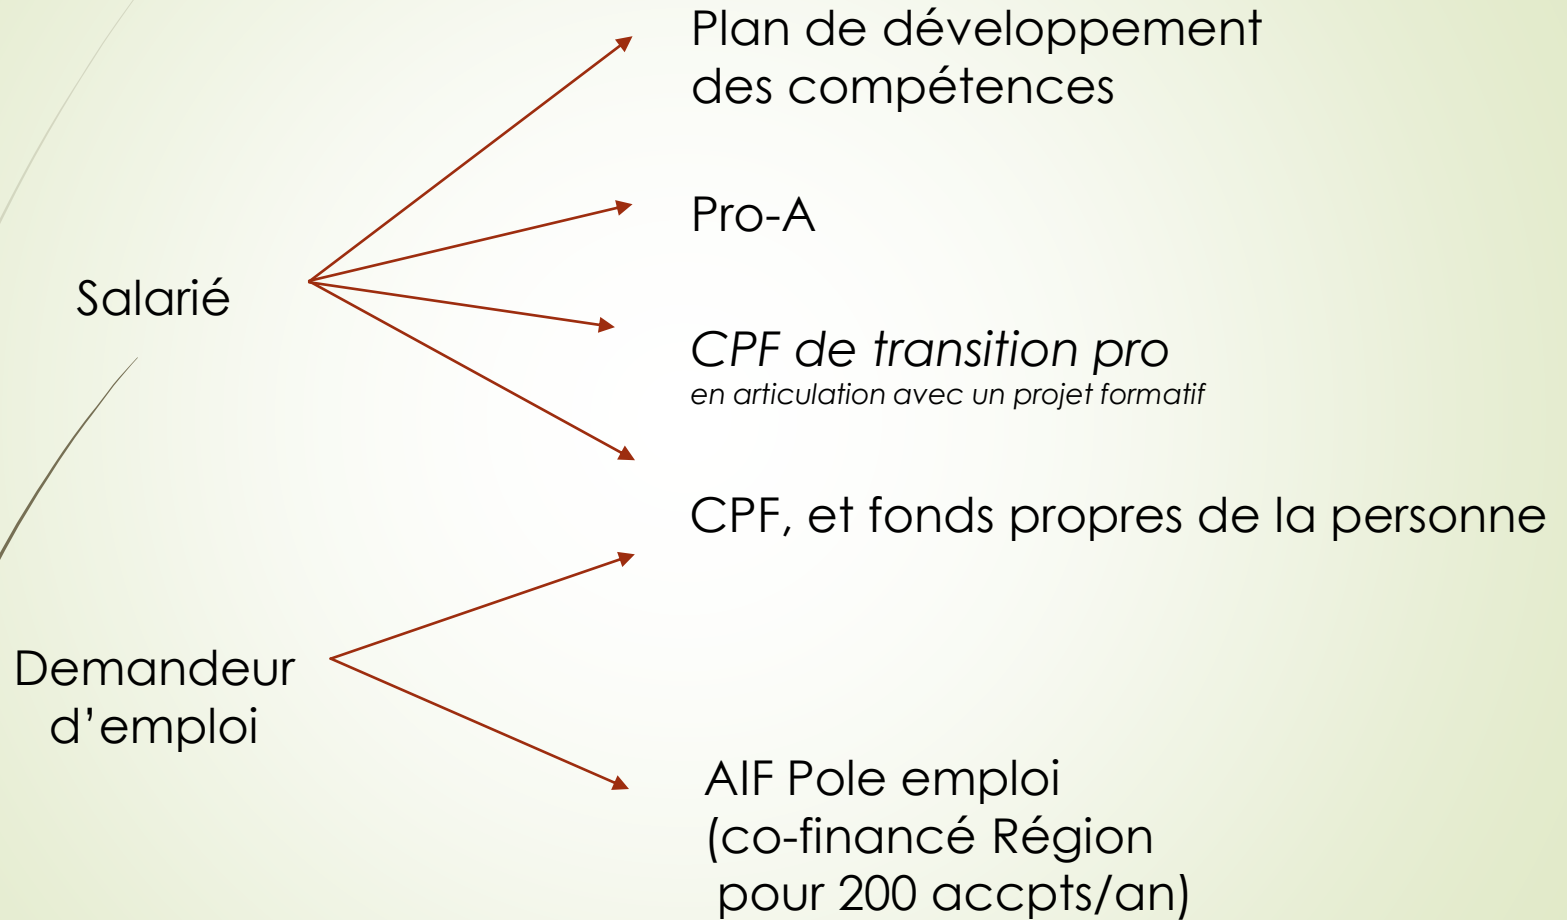 Plan de développement
des compétences
Pro-A
Salarié
CPF de transition pro
en articulation avec un projet formatif
CPF, et fonds propres de la personne
Demandeur
d’emploi
AIF Pole emploi
(co-financé Région
pour 200 accpts/an)